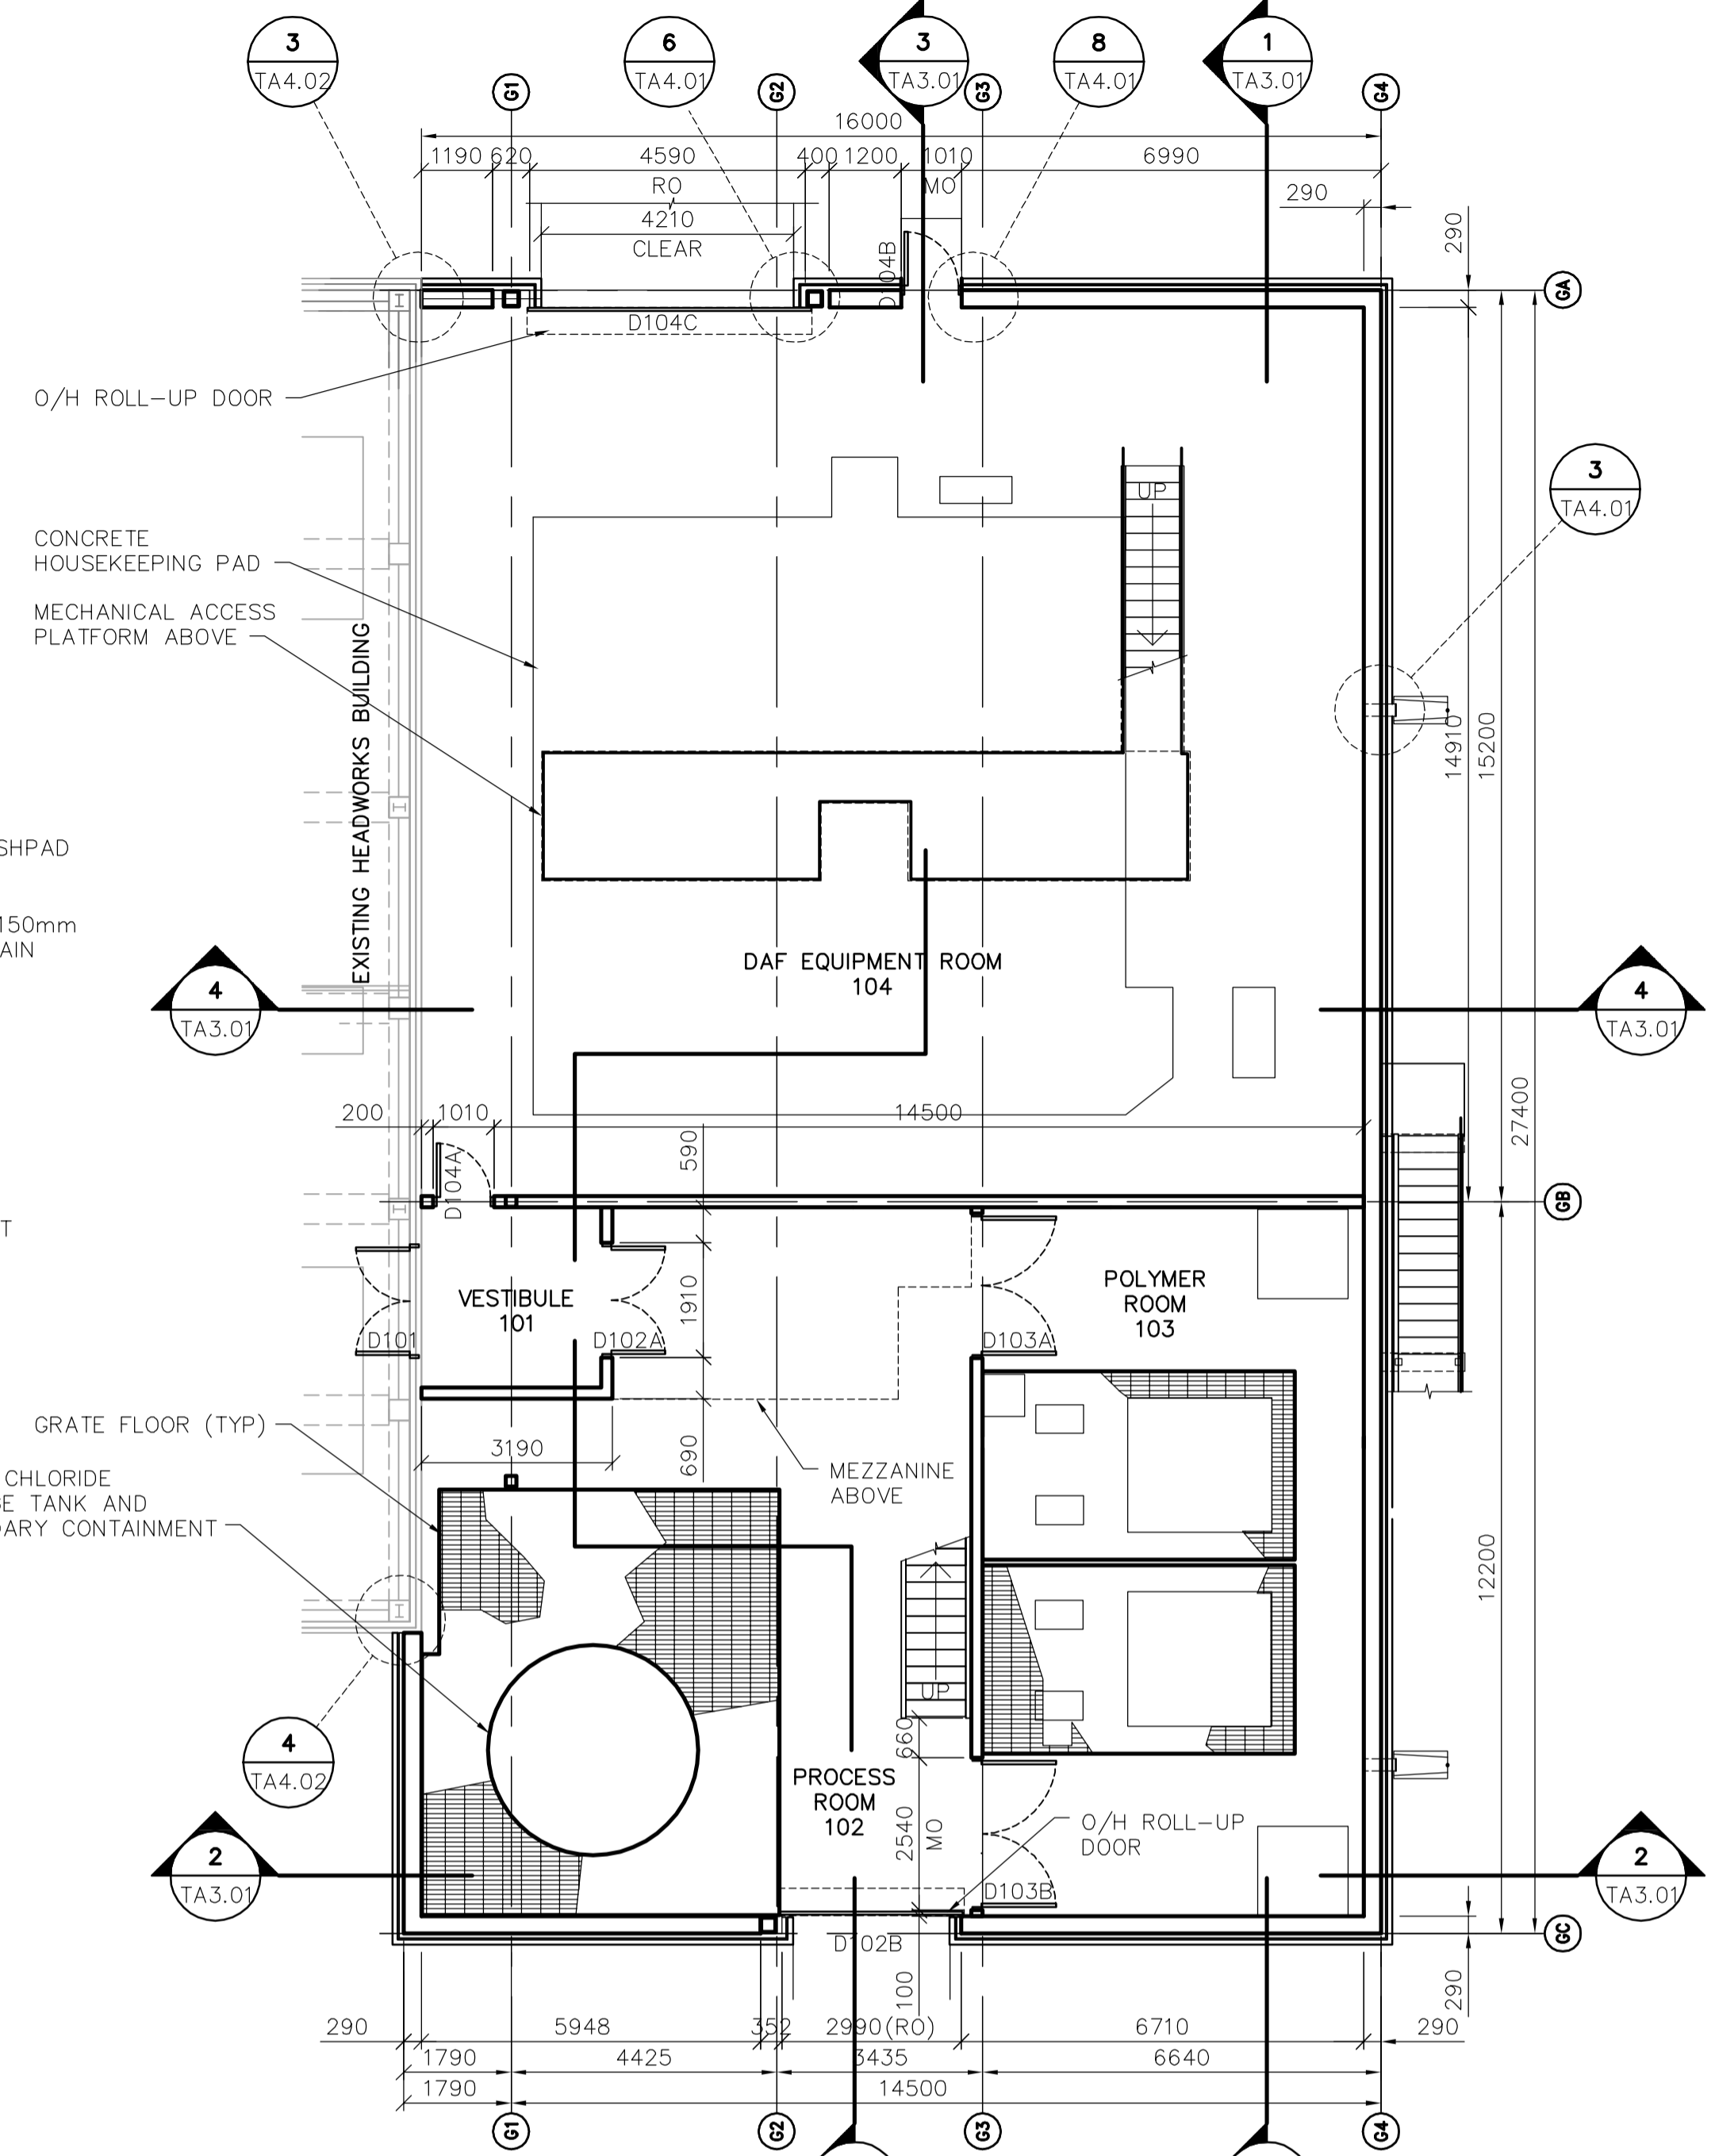 3
TA4.02
6
TA4.01
3
TA3.01
8
TA4.01
1
TA3.01
G1
G2
G3
G4
16000
1190
620
4590
400
1200
1010
6990
RO
MO
290
4210
CLEAR
290
D104B
GA
D104C
O/H ROLL-UP DOOR
3
TA4.01
UP
CONCRETE
HOUSEKEEPING PAD
MECHANICAL ACCESS
PLATFORM ABOVE
EXISTING HEADWORKS BUILDING
14910
15200
SHPAD
150mm
AIN
DAF EQUIPMENT ROOM
104
4
TA3.01
4
TA3.01
27400
200
1010
14500
590
D104A
GB
T
VESTIBULE
101
1910
POLYMER
ROOM
103
D101
D102A
D103A
GRATE FLOOR (TYP)
3190
690
MEZZANINE
ABOVE
CHLORIDE
E TANK AND
DARY CONTAINMENT
12200
UP
660
4
TA4.02
PROCESS
ROOM
102
2540
MO
O/H ROLL-UP
DOOR
2
TA3.01
2
TA3.01
D103B
D102B
GC
100
290
290
5948
352
2990(RO)
6710
290
1790
4425
3435
6640
1790
14500
G1
G2
G3
G4